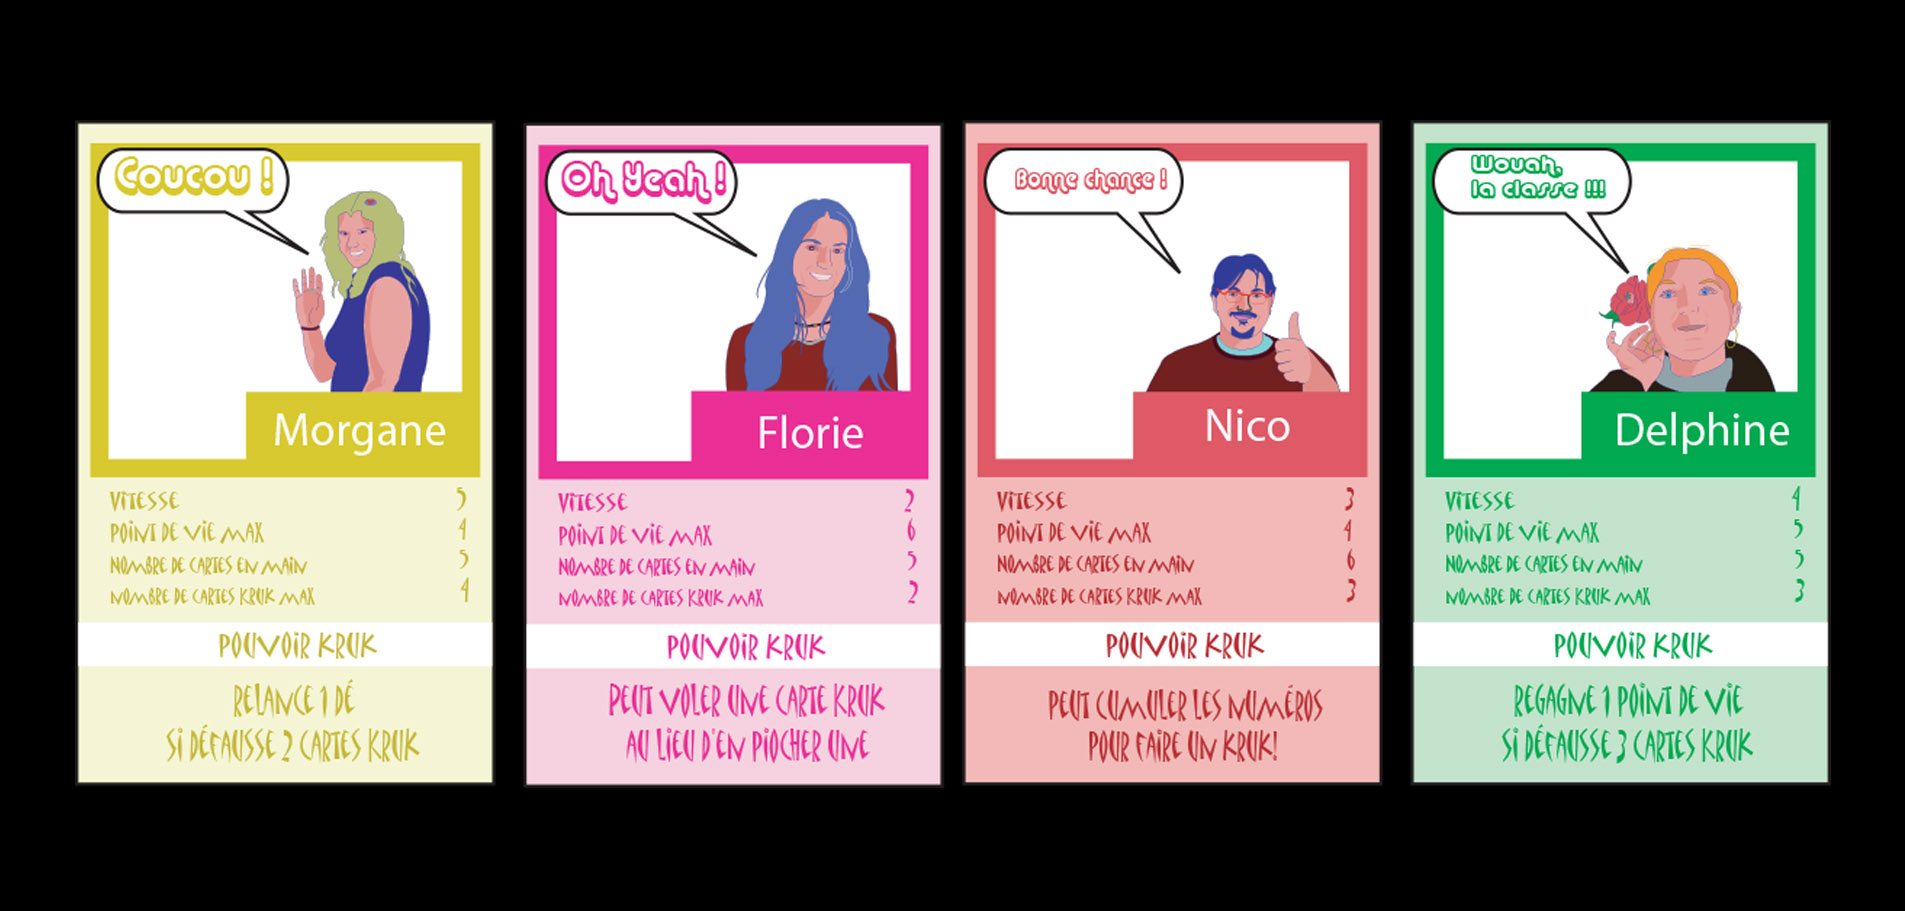 Coucou !
Morgane
VITESSE 5
POINT DE VIE MAX 4
NOMBRE DE CARTES EN MAIN 5
NOMBRE DE CARTES KRUK MAX 4
POUVOIR KRUK
RELANCE 1 DÉ
SI DÉFAUSSE 2 CARTES KRUK
Oh Yeah !
Florie
VITESSE 2
POINT DE VIE MAX 6
NOMBRE DE CARTES EN MAIN 5
NOMBRE DE CARTES KRUK MAX 2
POUVOIR KRUK
PEUT VOLER UNE CARTE KRUK
AU LIEU D'EN PIOCHER UNE
Bonne chance !
Nico
VITESSE 3
POINT DE VIE MAX 4
NOMBRE DE CARTES EN MAIN 6
NOMBRE DE CARTES KRUK MAX 3
POUVOIR KRUK
PEUT CUMULER LES NUMÉROS
POUR FAIRE UN KRUK!
Wouah,
la classe !!!
Delphine
VITESSE 4
POINT DE VIE MAX 5
NOMBRE DE CARTES EN MAIN 5
NOMBRE DE CARTES KRUK MAX 3
POUVOIR KRUK
REGAGNE 1 POINT DE VIE
SI DÉFAUSSE 3 CARTES KRUK